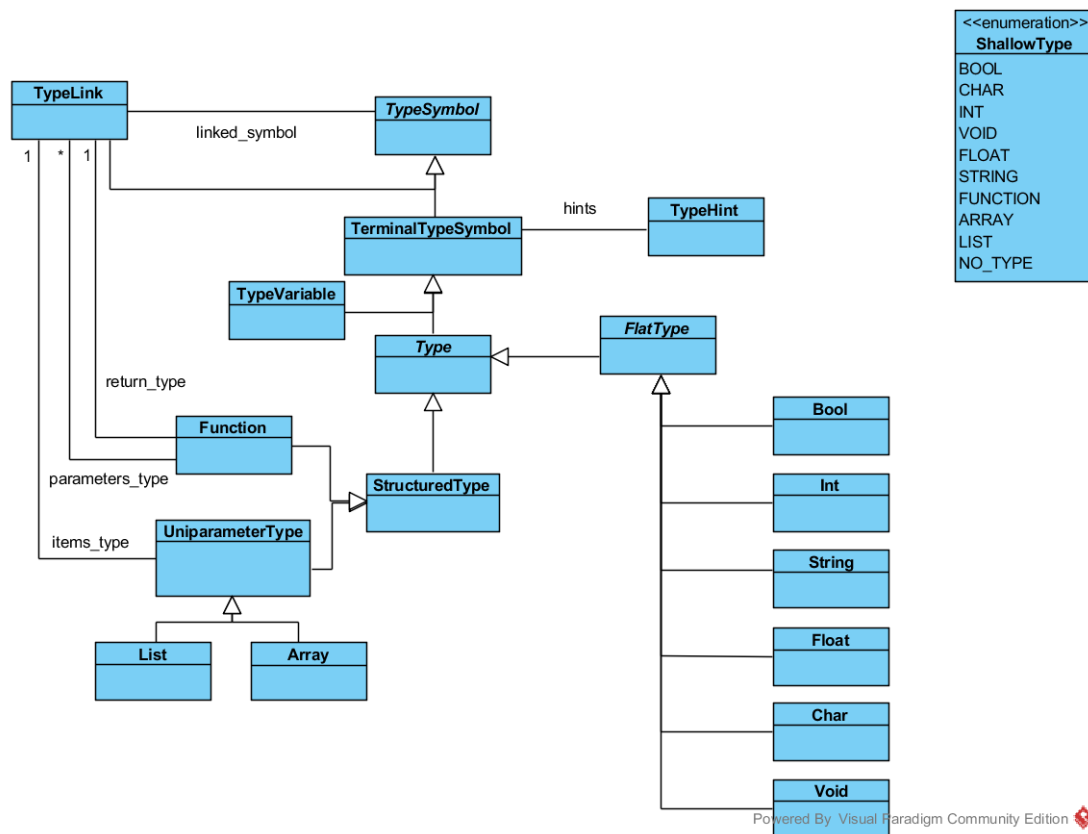 <<enumeration>>
ShallowType
BOOL
CHAR
INT
VOID
FLOAT
STRING
FUNCTION
ARRAY
LIST
NO_TYPE
TypeLink
TypeSymbol
linked_symbol
1
*
1
hints
TypeHint
TerminalTypeSymbol
TypeVariable
FlatType
Type
return_type
Function
parameters_type
StructuredType
UniparameterType
items_type
List
Array
Bool
Int
String
Float
Char
Void
Powered By Visual Paradigm Community Edition